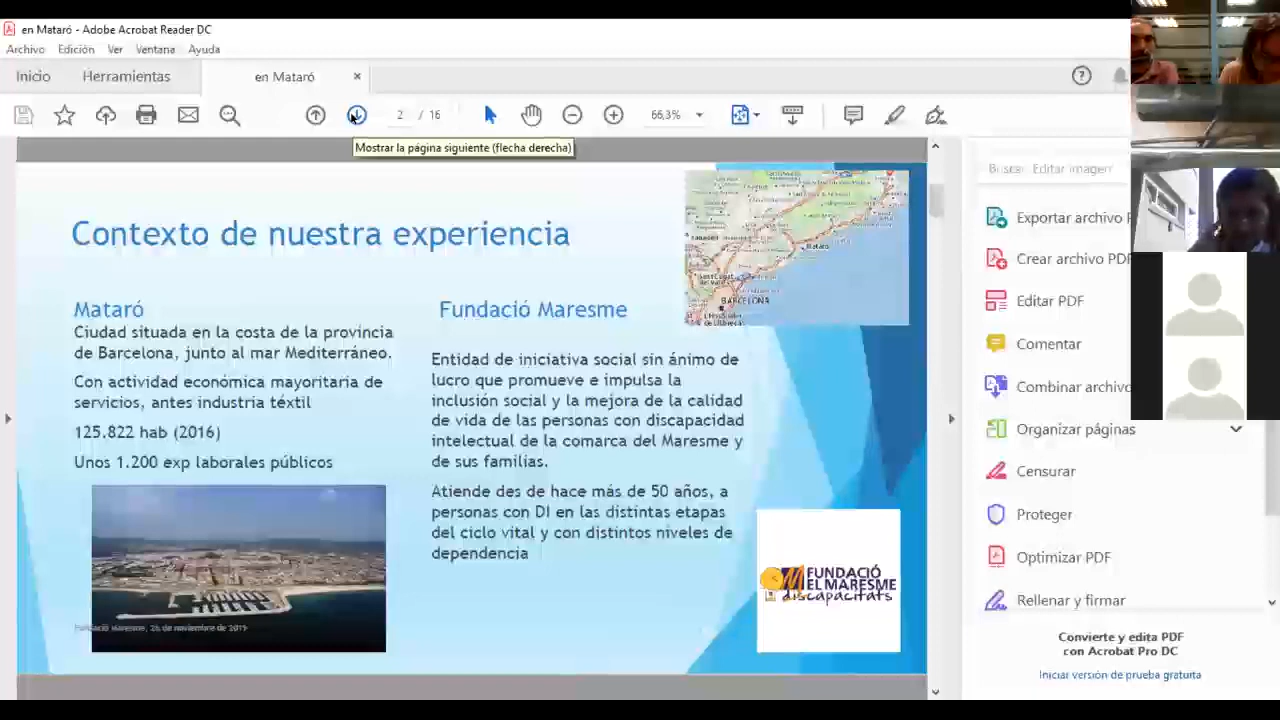 en Mataró - Adobe Acrobat Reader DC
Archivo Edición Ver Ventana Ayuda
Inicio Herramientas en Mataró ×
2 / 16 66,3%
Mostrar la página siguiente (flecha derecha)
Contexto de nuestra experiencia
Mataró
Ciudad situada en la costa de la provincia
de Barcelona, junto al mar Mediterráneo.
Con actividad económica mayoritaria de
servicios, antes industria téxtil
125.822 hab (2016)
Unos 1.200 exp laborales públicos
Fundació Maresme
Entidad de iniciativa social sin ánimo de
lucro que promueve e impulsa la
inclusión social y la mejora de la calidad
de vida de las personas con discapacidad
intelectual de la comarca del Maresme y
de sus familias.
Atiende des de hace más de 50 años, a
personas con DI en las distintas etapas
del ciclo vital y con distintos niveles de
dependencia
Mataró
BARCELONA
FUNDACIÓ
EL MARESME
discapacitats
Fundació Maresme, 26 de noviembre de
Editar imagen
Exportar archivo
Crear archivo PDF
Editar PDF
Comentar
Combinar archivo
Organizar páginas
Censurar
Proteger
Optimizar PDF
Rellenar y firmar
Convierte y edita PDF
con Acrobat Pro DC
Iniciar versión de prueba gratuita